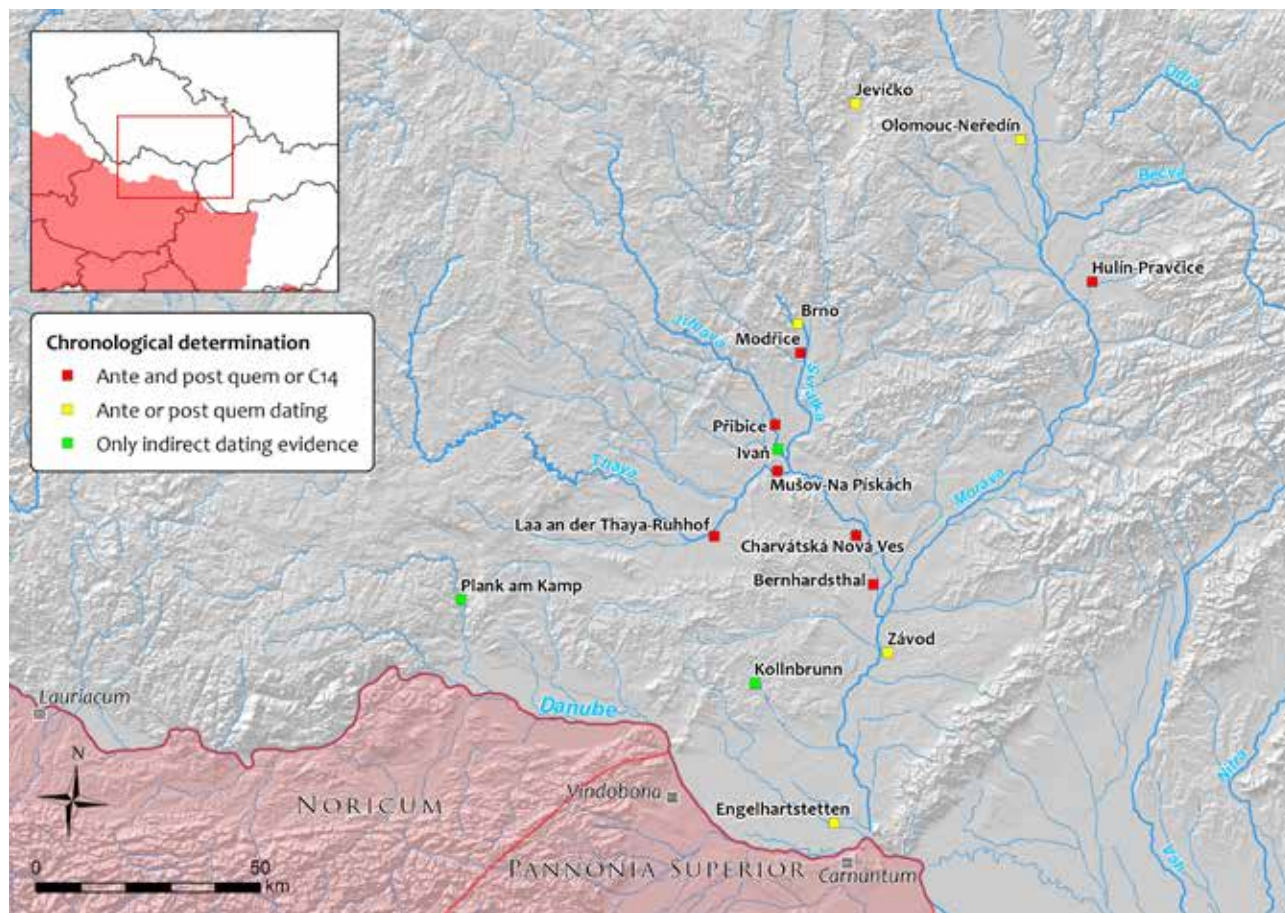 Jevíčko
Odra
Olomouc-Neředín
Bečva
Hulín-Pravčice
Chronological determination
Ante and post quem or C14
Ante or post quem dating
Only indirect dating evidence
Brno
Jihlava
Modřice
Svratka
Přibice
Ivaň
Thaya
Mušov-Na Pískách
Morava
Laa an der Thaya-Ruhhof
Charvátská Nová Ves
Bernhardsthal
Plank am Kamp
Závod
Kollnbrunn
Lauriacum
Danube
N
Nitra
Vindobona
NORICUM
Engelhartstetten
Váh
0 50
km
PANNONIA SUPERIOR
Carnuntum